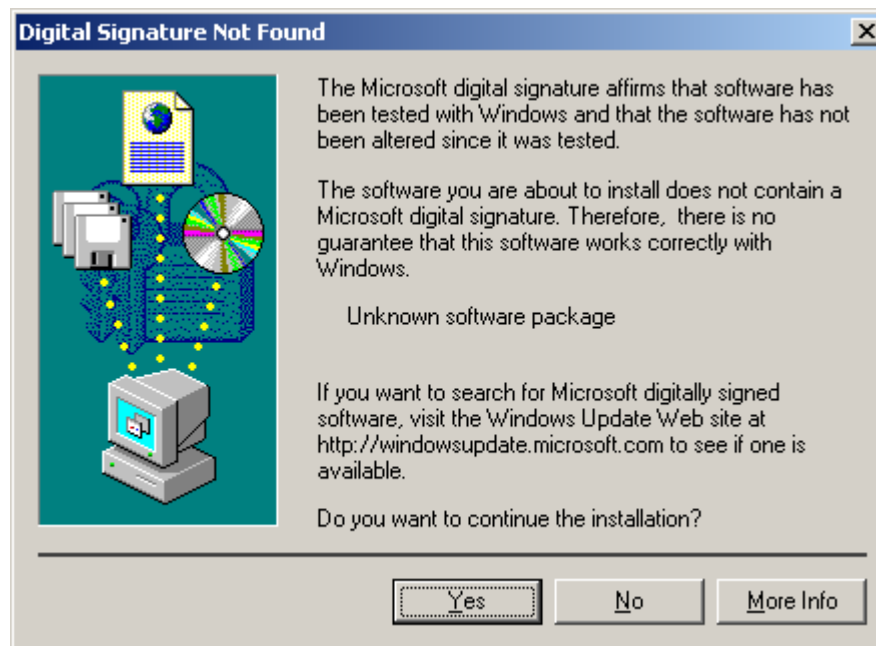 Digital Signature Not Found
The Microsoft digital signature affirms that software has
been tested with Windows and that the software has not
been altered since it was tested.
The software you are about to install does not contain a
Microsoft digital signature. Therefore,  there is no
guarantee that this software works correctly with
Windows.
Unknown software package
If you want to search for Microsoft digitally signed
software, visit the Windows Update Web site at
http://windowsupdate.microsoft.com to see if one is
available.
Do you want to continue the installation?
Yes No More Info